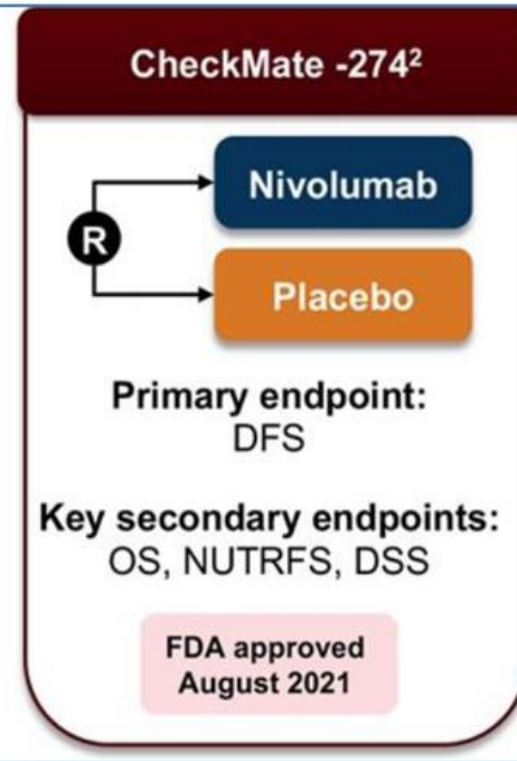 CheckMate -274²
Nivolumab
R
Placebo
Primary endpoint:
DFS
Key secondary endpoints:
OS, NUTRFS, DSS
FDA approved
August 2021